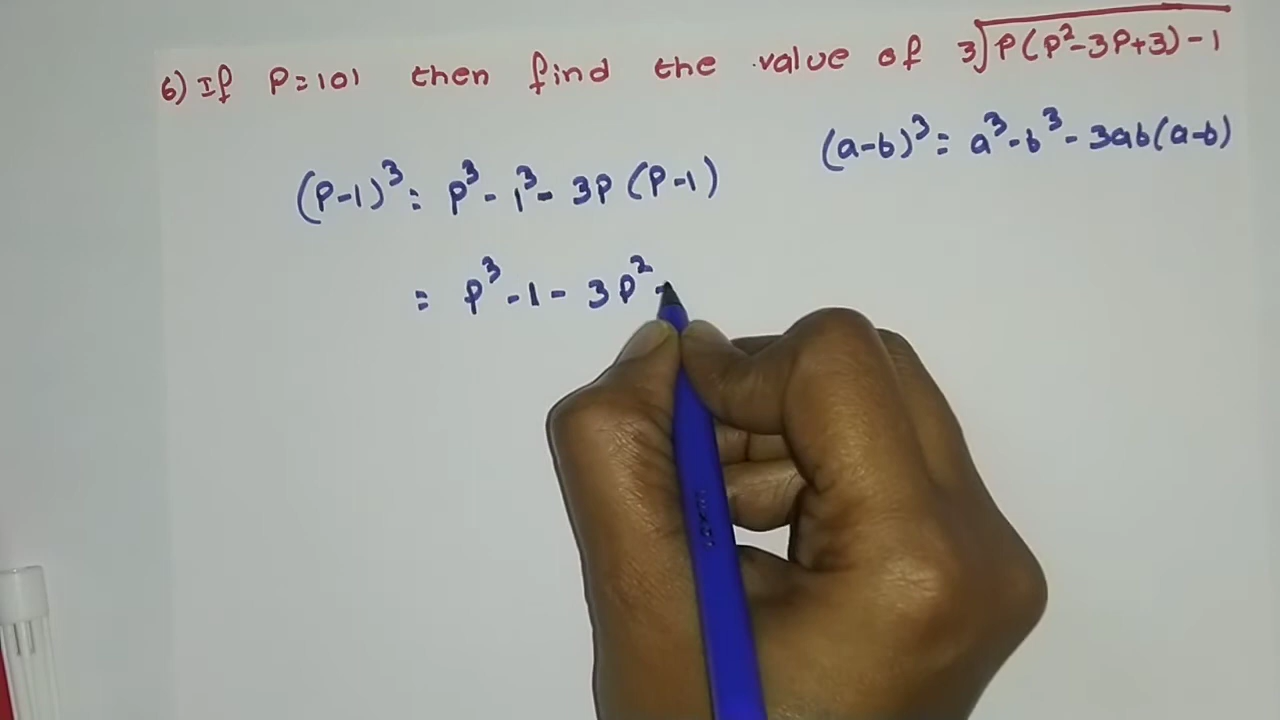 6) If P=101 then find the value of 3√P(P²-3P+3)-1
(a-b)³= a³-b³-3ab(a-b)
(P-1)³= P³-1³-3P(P-1)
= P³-1-3P²